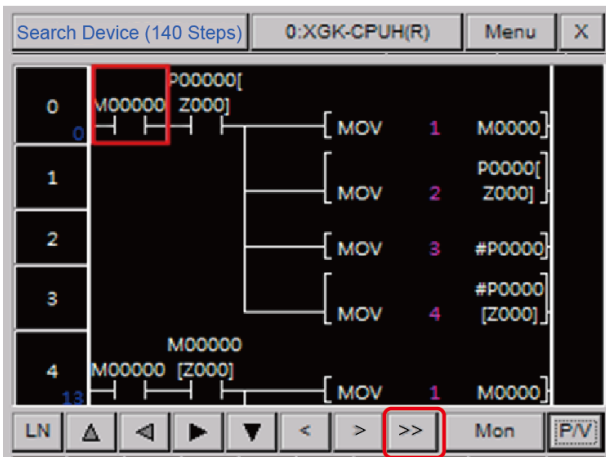 Search Device (140 Steps) 0:XGK-CPUH(R) Menu X
P00000[
0 M00000 Z000]
0 MOV 1 M0000
P0000[
1 Z000]
MOV 2
2 MOV 3 #P0000
#P0000
3 [Z000]
MOV 4
M00000
4 M00000 [Z000]
13 MOV 1 M0000
LN < > >> Mon P/V